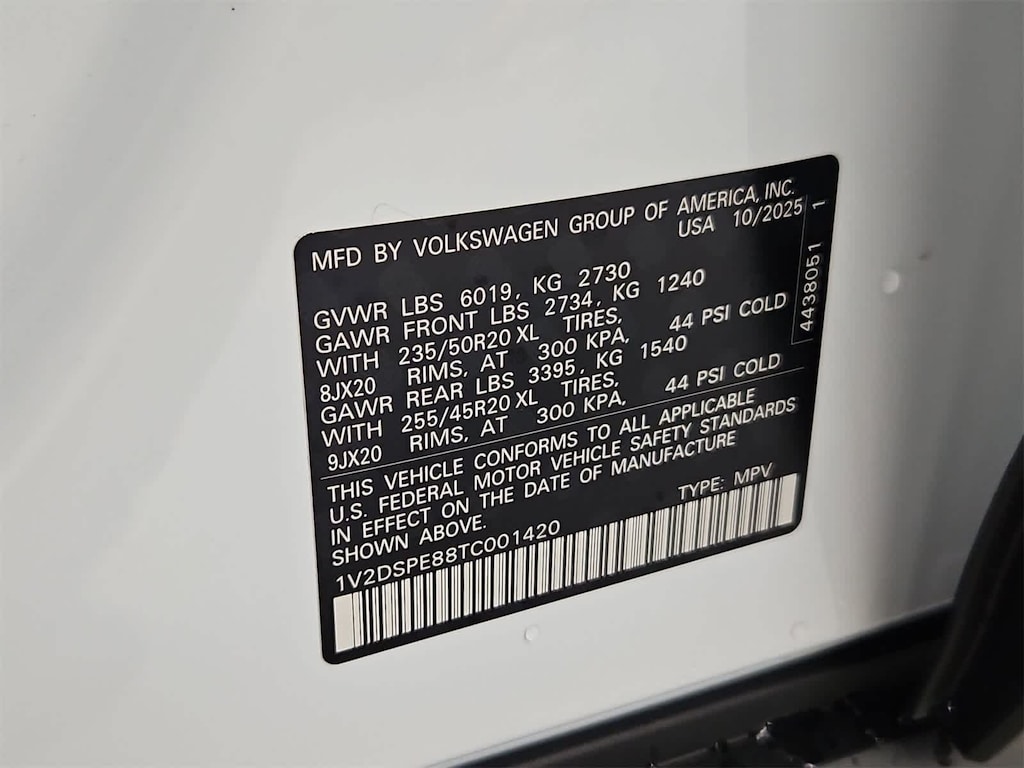 MFD BY VOLKSWAGEN GROUP OF AMERICA, INC.
USA 10/2025
GVWR LBS 6019, KG 2730
GAWR FRONT LBS 2734, KG 1240
WITH 235/50R20 XL TIRES,
8JX20 RIMS, AT 300 KPA, 44 PSI COLD
GAWR REAR LBS 3395, KG 1540
WITH 255/45R20 XL TIRES,
9JX20 RIMS, AT 300 KPA, 44 PSI COLD
THIS VEHICLE CONFORMS TO ALL APPLICABLE
U.S. FEDERAL MOTOR VEHICLE SAFETY STANDARDS
IN EFFECT ON THE DATE OF MANUFACTURE
SHOWN ABOVE.
TYPE: MPV
1V2DSPE88TC001420
4438051 1